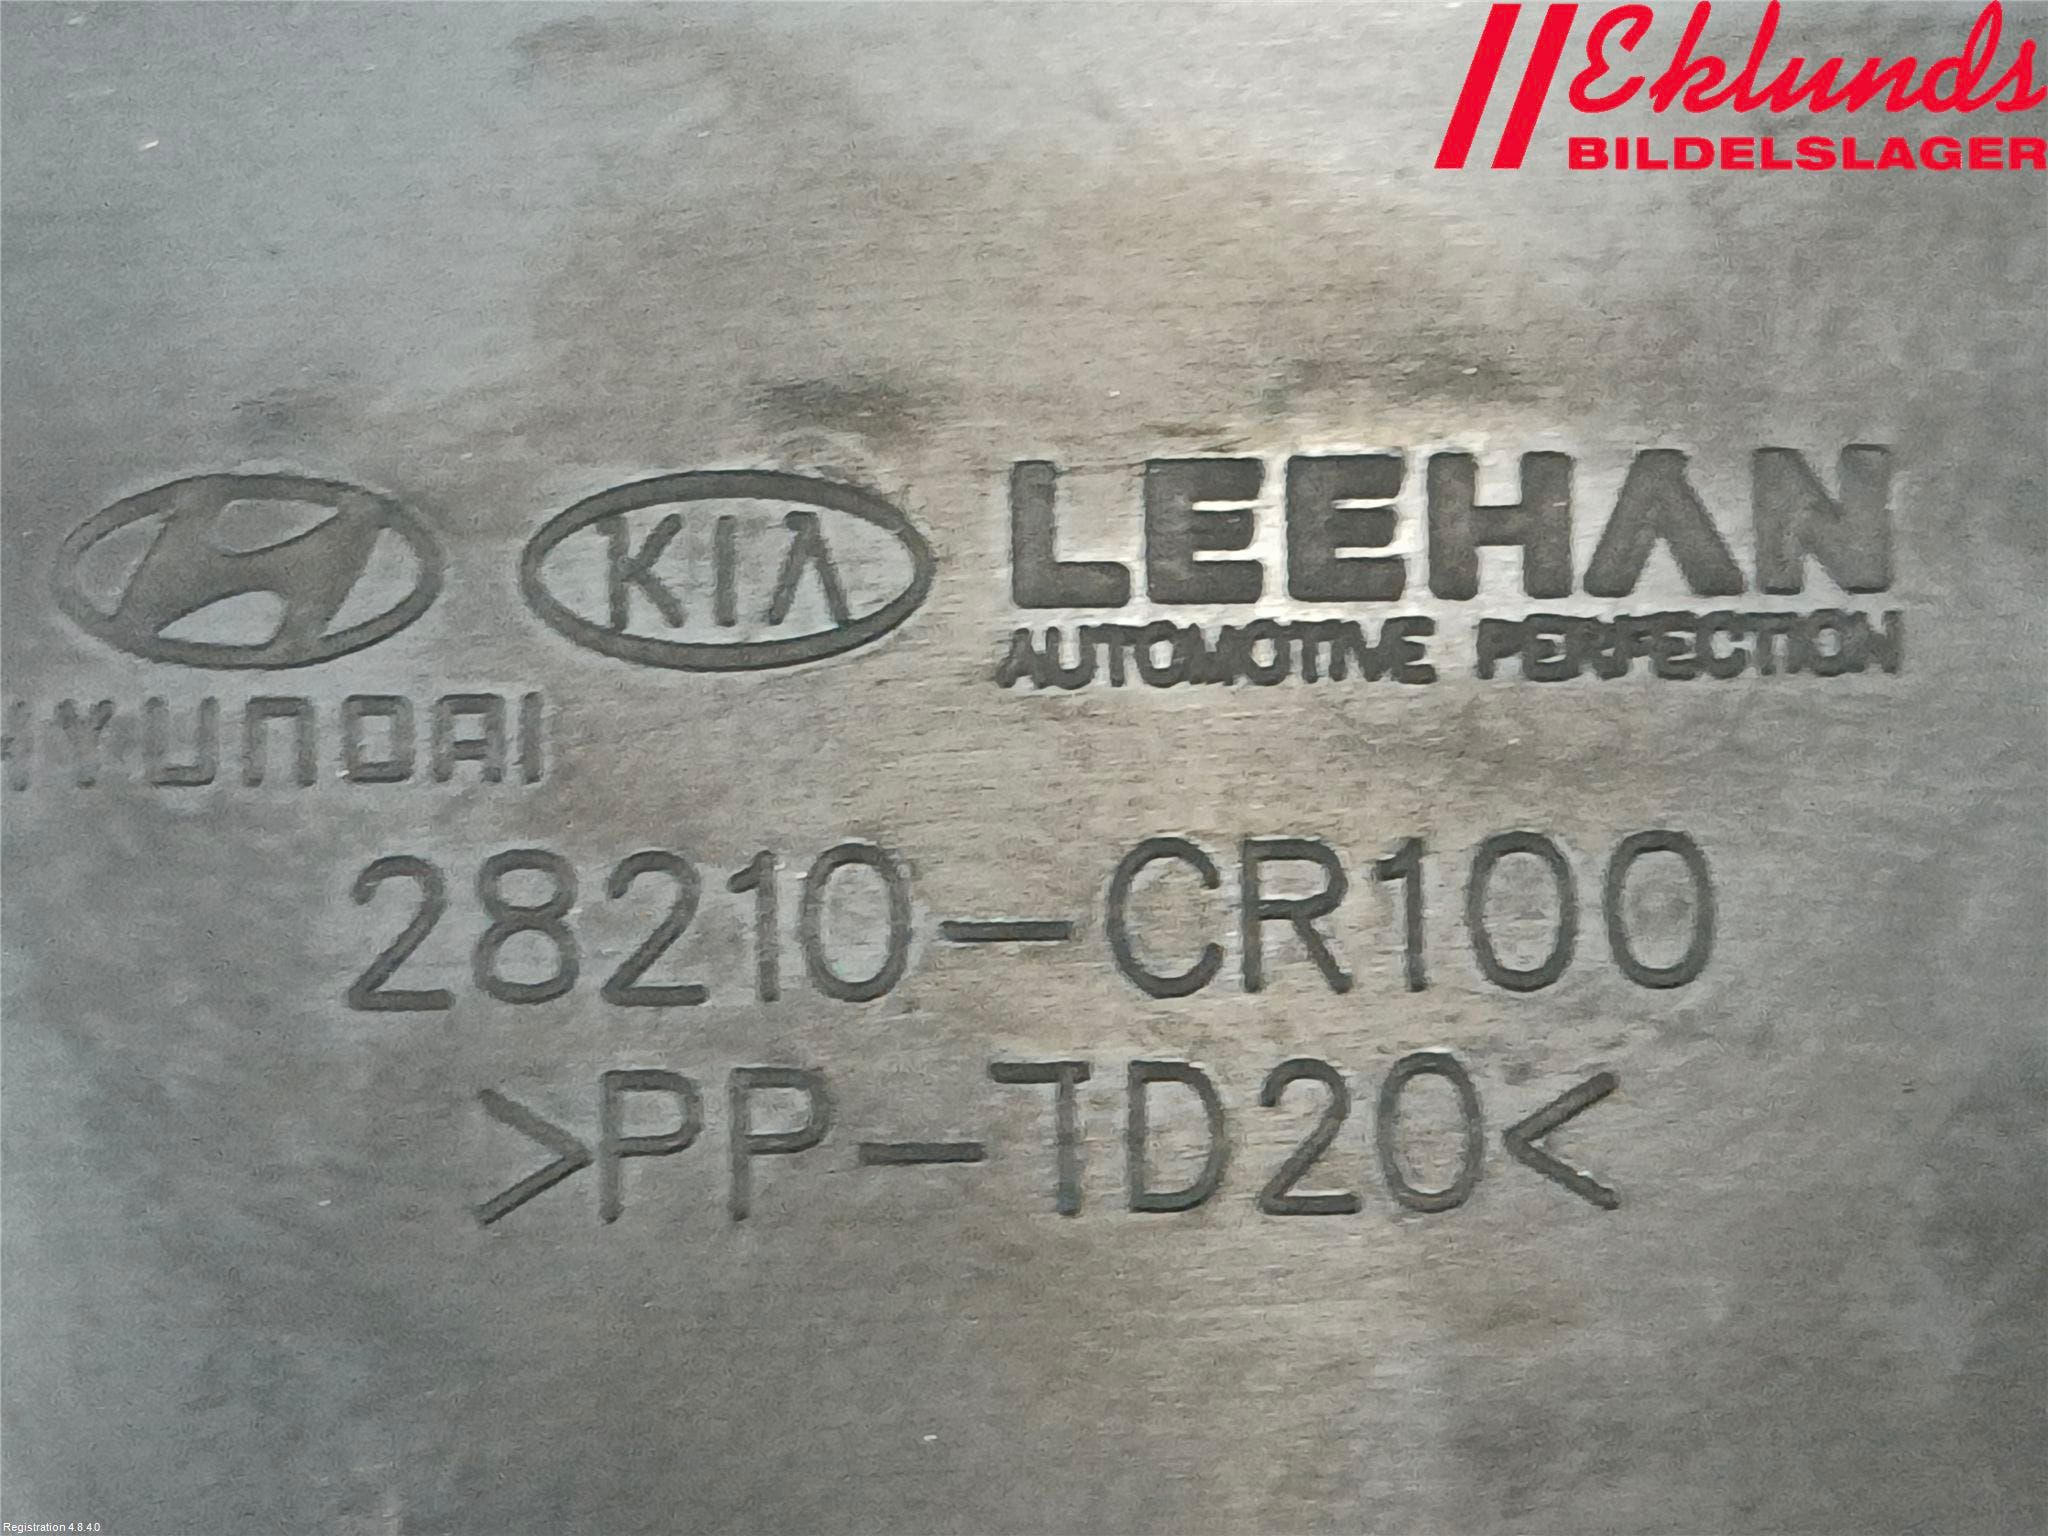 Eklunds
BILDELSLAGER
KIA LEEHAN
AUTOMOTIVE PERFECTION
HYUNDAI
28210-CR100
>PP-TD20<
Registration 4.8.4.0